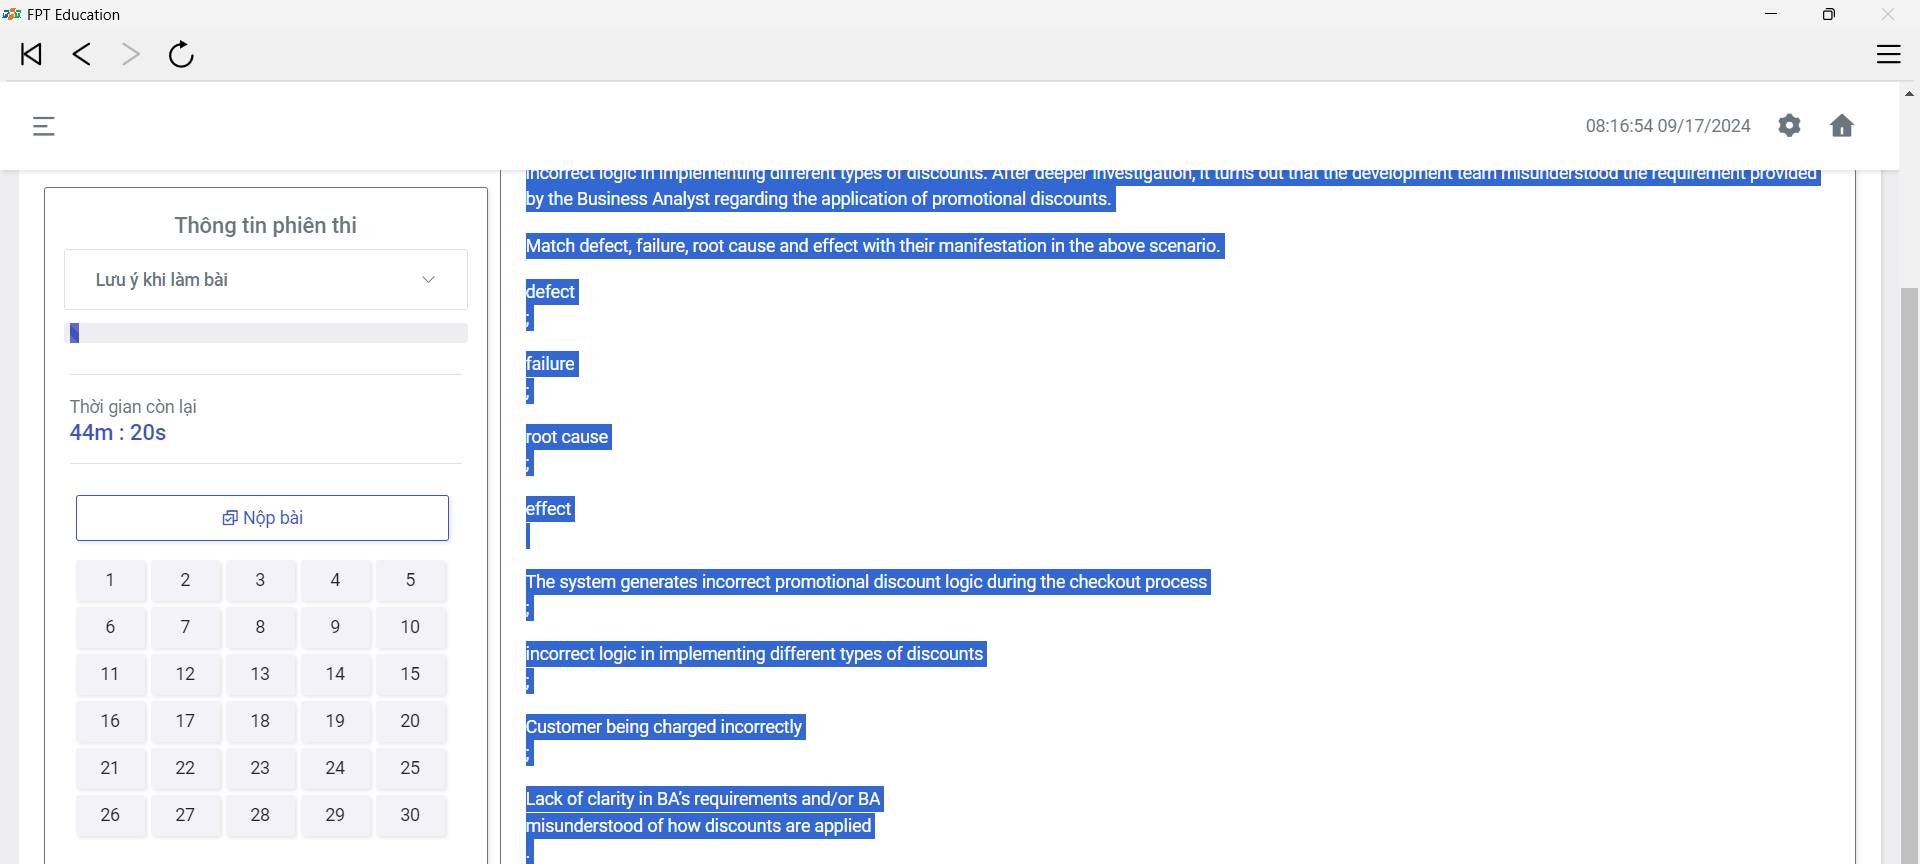 FPT Education
08:16:54 09/17/2024
Thông tin phiên thi
Lưu ý khi làm bài
Thời gian còn lại
44m : 20s
Nộp bài
1 2 3 4 5
6 7 8 9 10
11 12 13 14 15
16 17 18 19 20
21 22 23 24 25
26 27 28 29 30
incorrect logic in implementing different types of discounts. After deeper investigation, it turns out that the development team misunderstood the requirement provided
by the Business Analyst regarding the application of promotional discounts.
Match defect, failure, root cause and effect with their manifestation in the above scenario.
defect
;
failure
;
root cause
;
effect
The system generates incorrect promotional discount logic during the checkout process
;
incorrect logic in implementing different types of discounts
;
Customer being charged incorrectly
;
Lack of clarity in BA's requirements and/or BA
misunderstood of how discounts are applied
.